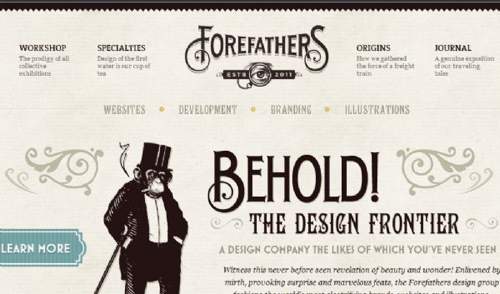 WORKSHOP
The prodigy of all
collective
exhibitions
SPECIALTIES
Design of the first
water is our cup of
tea
FOREFATHERS
ESTB 2011
ORIGINS
How we gathered
the force of a freight
train
JOURNAL
A genuine exposition
of our traveling
tales
WEBSITES • DEVELOPMENT • BRANDING • ILLUSTRATIONS
BEHOLD!
THE DESIGN FRONTIER
A DESIGN COMPANY THE LIKES OF WHICH YOU'VE NEVER SEEN
LEARN MORE
Witness this never before seen revelation of beauty and wonder! Enlivened by
mirth, provoking surprise and marvelous feats, the Forefathers design group